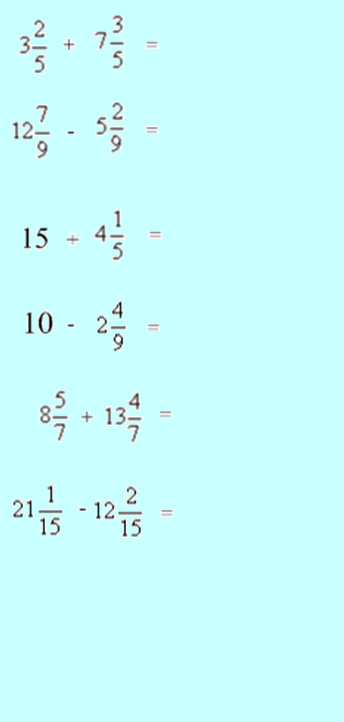 3 2/5 + 7 3/5 =
12 7/9 - 5 2/9 =
15 + 4 1/5 =
10 - 2 4/9 =
8 5/7 + 13 4/7 =
21 1/15 - 12 2/15 =